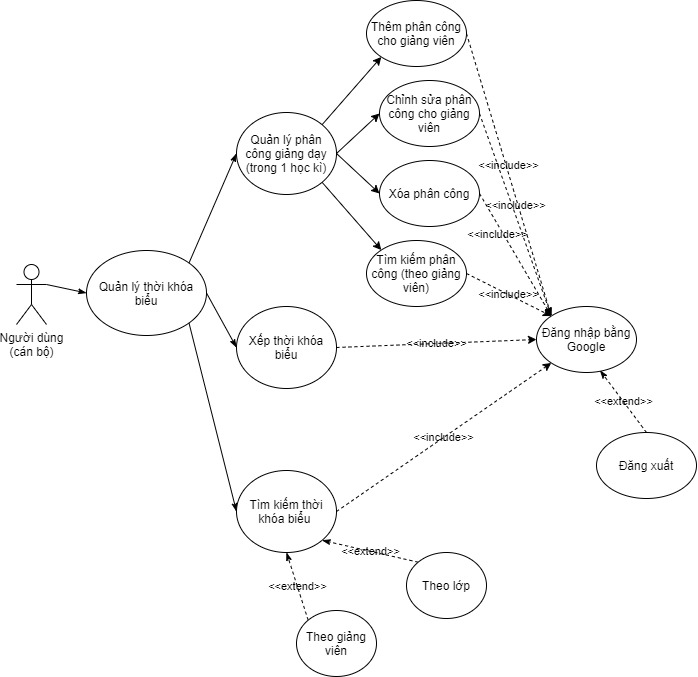 Thêm phân công
cho giảng viên
Chỉnh sửa phân
công cho giảng
viên
Quản lý phân
công giảng dạy
(trong 1 học kì)
<<include>>
Xóa phân công
<<include>>
<<include>>
Tìm kiếm phân
công (theo giảng
viên)
Quản lý thời khóa
biểu
<<include>>
Người dùng
(cán bộ)
Xếp thời khóa
biểu
<<include>>
Đăng nhập bằng
Google
<<extend>>
<<include>>
Đăng xuất
Tìm kiếm thời
khóa biểu
<<extend>>
<<extend>>
Theo lớp
Theo giảng
viên